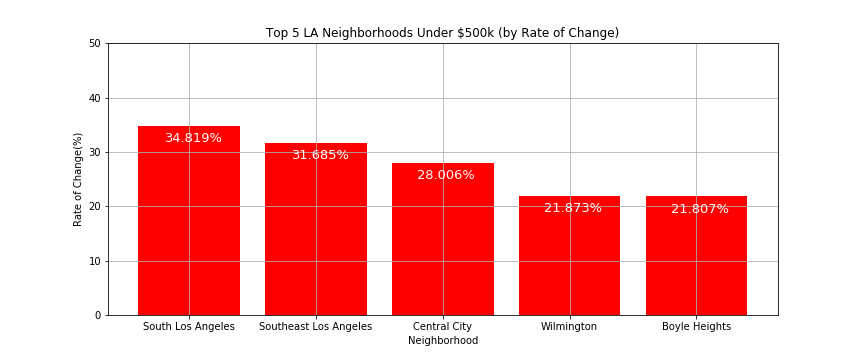 Top 5 LA Neighborhoods Under $500k (by Rate of Change)
Rate of Change(%)
50
40
30
20
10
0
34.819%
31.685%
28.006%
21.873%
21.807%
South Los Angeles
Southeast Los Angeles
Central City
Wilmington
Boyle Heights
Neighborhood